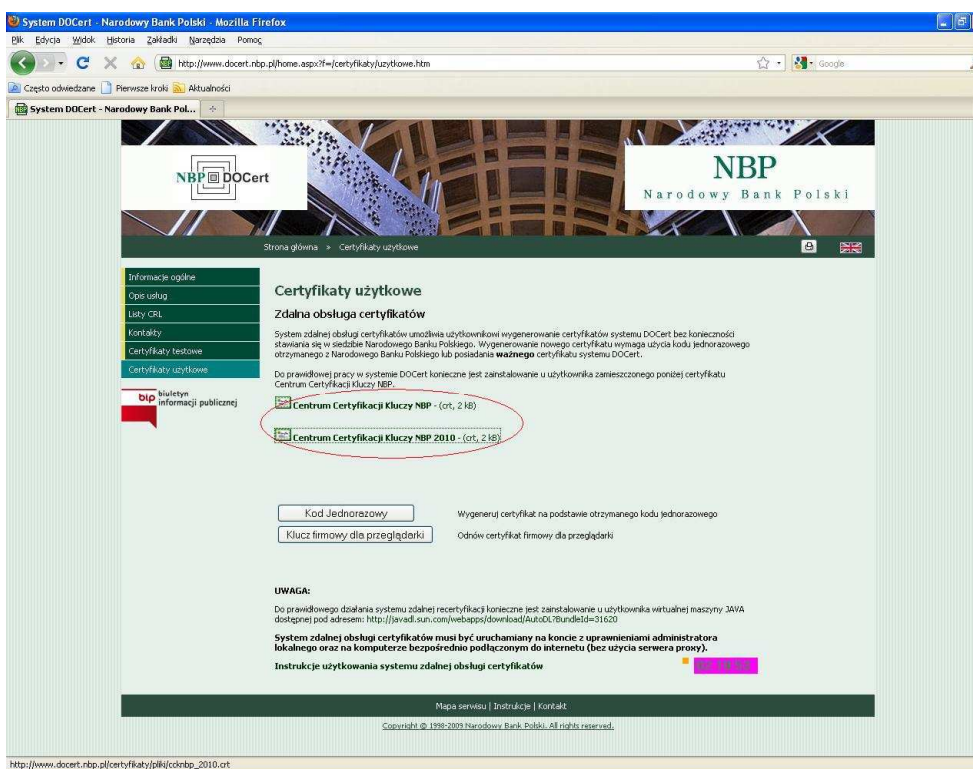 System DOCert - Narodowy Bank Polski - Mozilla Firefox
Plik Edycja Widok Historia Zakładki Narzędzia Pomoc
http://www.docert.nbp.pl/home.aspx?f=/certyfikaty/uzytkowe.htm
Google
Często odwiedzane Pierwsze kroki Aktualności
System DOCert - Narodowy Bank Pol...
NBP DOCert
NBP
Narodowy Bank Polski
Strona główna » Certyfikaty użytkowe
Informacje ogólne
Opis usług
Listy CRL
Kontakty
Certyfikaty testowe
Certyfikaty użytkowe
bip biuletyn
informacji publicznej
Certyfikaty użytkowe
Zdalna obsługa certyfikatów
System zdalnej obsługi certyfikatów umożliwia użytkownikowi wygenerowanie certyfikatów systemu DOCert bez konieczności
stawiania się w siedzibie Narodowego Banku Polskiego. Wygenerowanie nowego certyfikatu wymaga użycia kodu jednorazowego
otrzymanego z Narodowego Banku Polskiego lub posiadania ważnego certyfikatu systemu DOCert.
Do prawidłowej pracy w systemie DOCert konieczne jest zainstalowanie u użytkownika zamieszczonego poniżej certyfikatu
Centrum Certyfikacji Kluczy NBP.
Centrum Certyfikacji Kluczy NBP - (crt, 2 kB)
Centrum Certyfikacji Kluczy NBP 2010 - (crt, 2 kB)
Kod Jednorazowy Wygeneruj certyfikat na podstawie otrzymanego kodu jednorazowego
Klucz firmowy dla przeglądarki Odnów certyfikat firmowy dla przeglądarki
UWAGA:
Do prawidłowego działania systemu zdalnej recertyfikacji konieczne jest zainstalowanie u użytkownika wirtualnej maszyny JAVA
dostępnej pod adresem: http://javadl.sun.com/webapps/download/AutoDL?BundleId=31620
System zdalnej obsługi certyfikatów musi być uruchamiany na koncie z uprawnieniami administratora
lokalnego oraz na komputerze bezpośrednio podłączonym do internetu (bez użycia serwera proxy).
Instrukcje użytkowania systemu zdalnej obsługi certyfikatów
Mapa serwisu | Instrukcje | Kontakt
Copyright © 1998-2009 Narodowy Bank Polski. All rights reserved.
http://www.docert.nbp.pl/certyfikaty/pliki/ccknbp_2010.crt